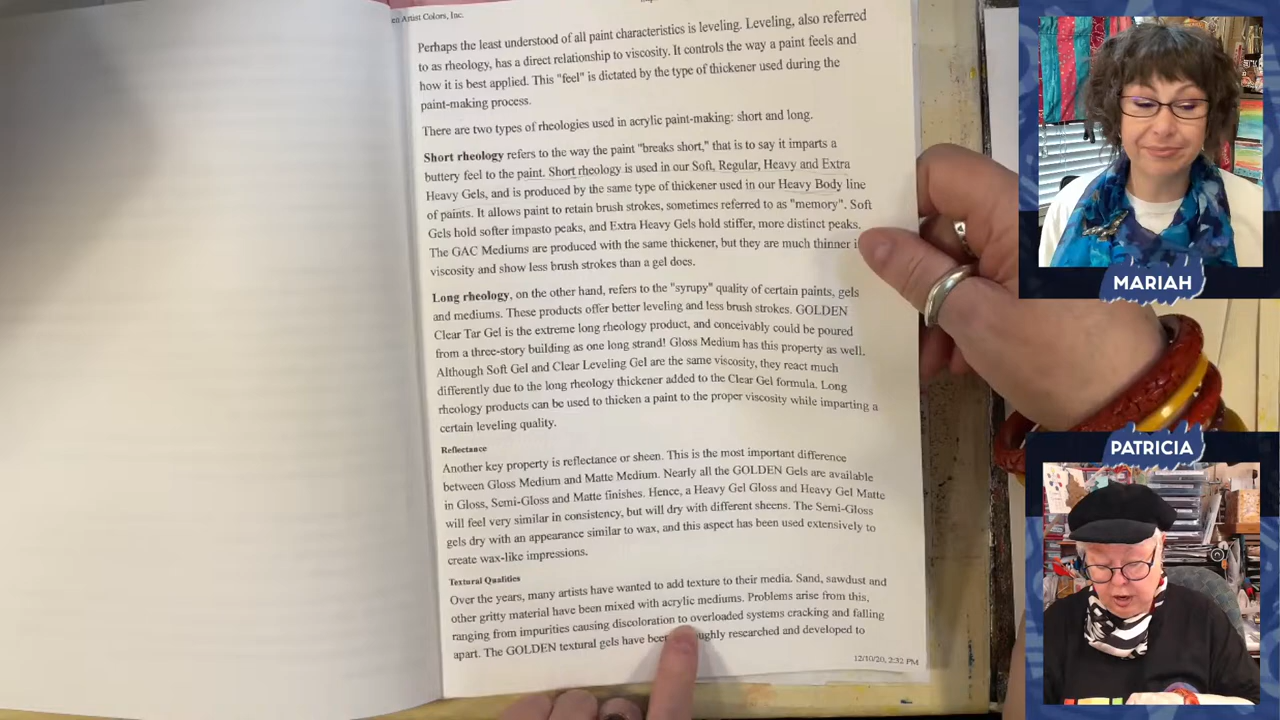 en Artist Colors, Inc.
Perhaps the least understood of all paint characteristics is leveling. Leveling, also referred
to as rheology, has a direct relationship to viscosity. It controls the way a paint feels and
how it is best applied. This "feel" is dictated by the type of thickener used during the
paint-making process.
There are two types of rheologies used in acrylic paint-making: short and long.
Short rheology refers to the way the paint "breaks short," that is to say it imparts a
buttery feel to the paint. Short rheology is used in our Soft, Regular, Heavy and Extra
Heavy Gels, and is produced by the same type of thickener used in our Heavy Body line
of paints. It allows paint to retain brush strokes, sometimes referred to as "memory". Soft
Gels hold softer impasto peaks, and Extra Heavy Gels hold stiffer, more distinct peaks.
The GAC Mediums are produced with the same thickener, but they are much thinner i
viscosity and show less brush strokes than a gel does.
Long rheology, on the other hand, refers to the "syrupy" quality of certain paints, gels
and mediums. These products offer better leveling and less brush strokes. GOLDEN
Clear Tar Gel is the extreme long rheology product, and conceivably could be poured
from a three-story building as one long strand! Gloss Medium has this property as well.
Although Soft Gel and Clear Leveling Gel are the same viscosity, they react much
differently due to the long rheology thickener added to the Clear Gel formula. Long
rheology products can be used to thicken a paint to the proper viscosity while imparting a
certain leveling quality.
Reflectance
Another key property is reflectance or sheen. This is the most important difference
between Gloss Medium and Matte Medium. Nearly all the GOLDEN Gels are available
in Gloss, Semi-Gloss and Matte finishes. Hence, a Heavy Gel Gloss and Heavy Gel Matte
will feel very similar in consistency, but will dry with different sheens. The Semi-Gloss
gels dry with an appearance similar to wax, and this aspect has been used extensively to
create wax-like impressions.
Textural Qualities
Over the years, many artists have wanted to add texture to their media. Sand, sawdust and
other gritty material have been mixed with acrylic mediums. Problems arise from this,
ranging from impurities causing discoloration to overloaded systems cracking and falling
apart. The GOLDEN textural gels have been oughly researched and developed to
12/10/20, 2:32 PM
MARIAH
PATRICIA